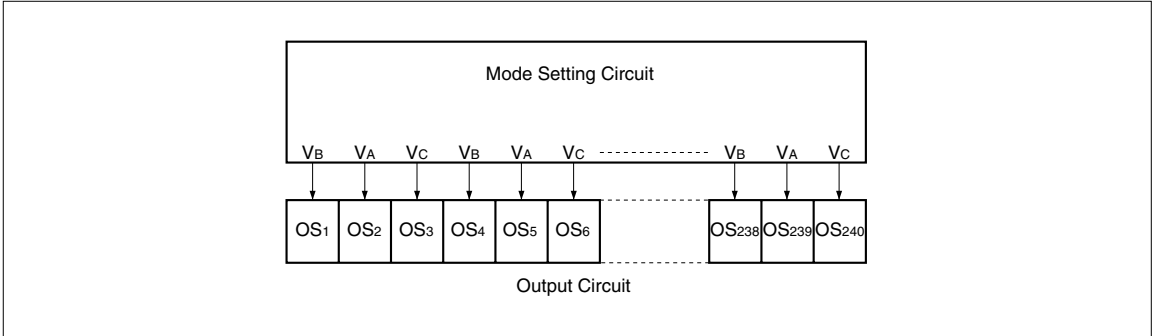 Mode Setting Circuit
VB VA VC VB VA VC VB VA VC
OS1 OS2 OS3 OS4 OS5 OS6 OS238 OS239 OS240
Output Circuit